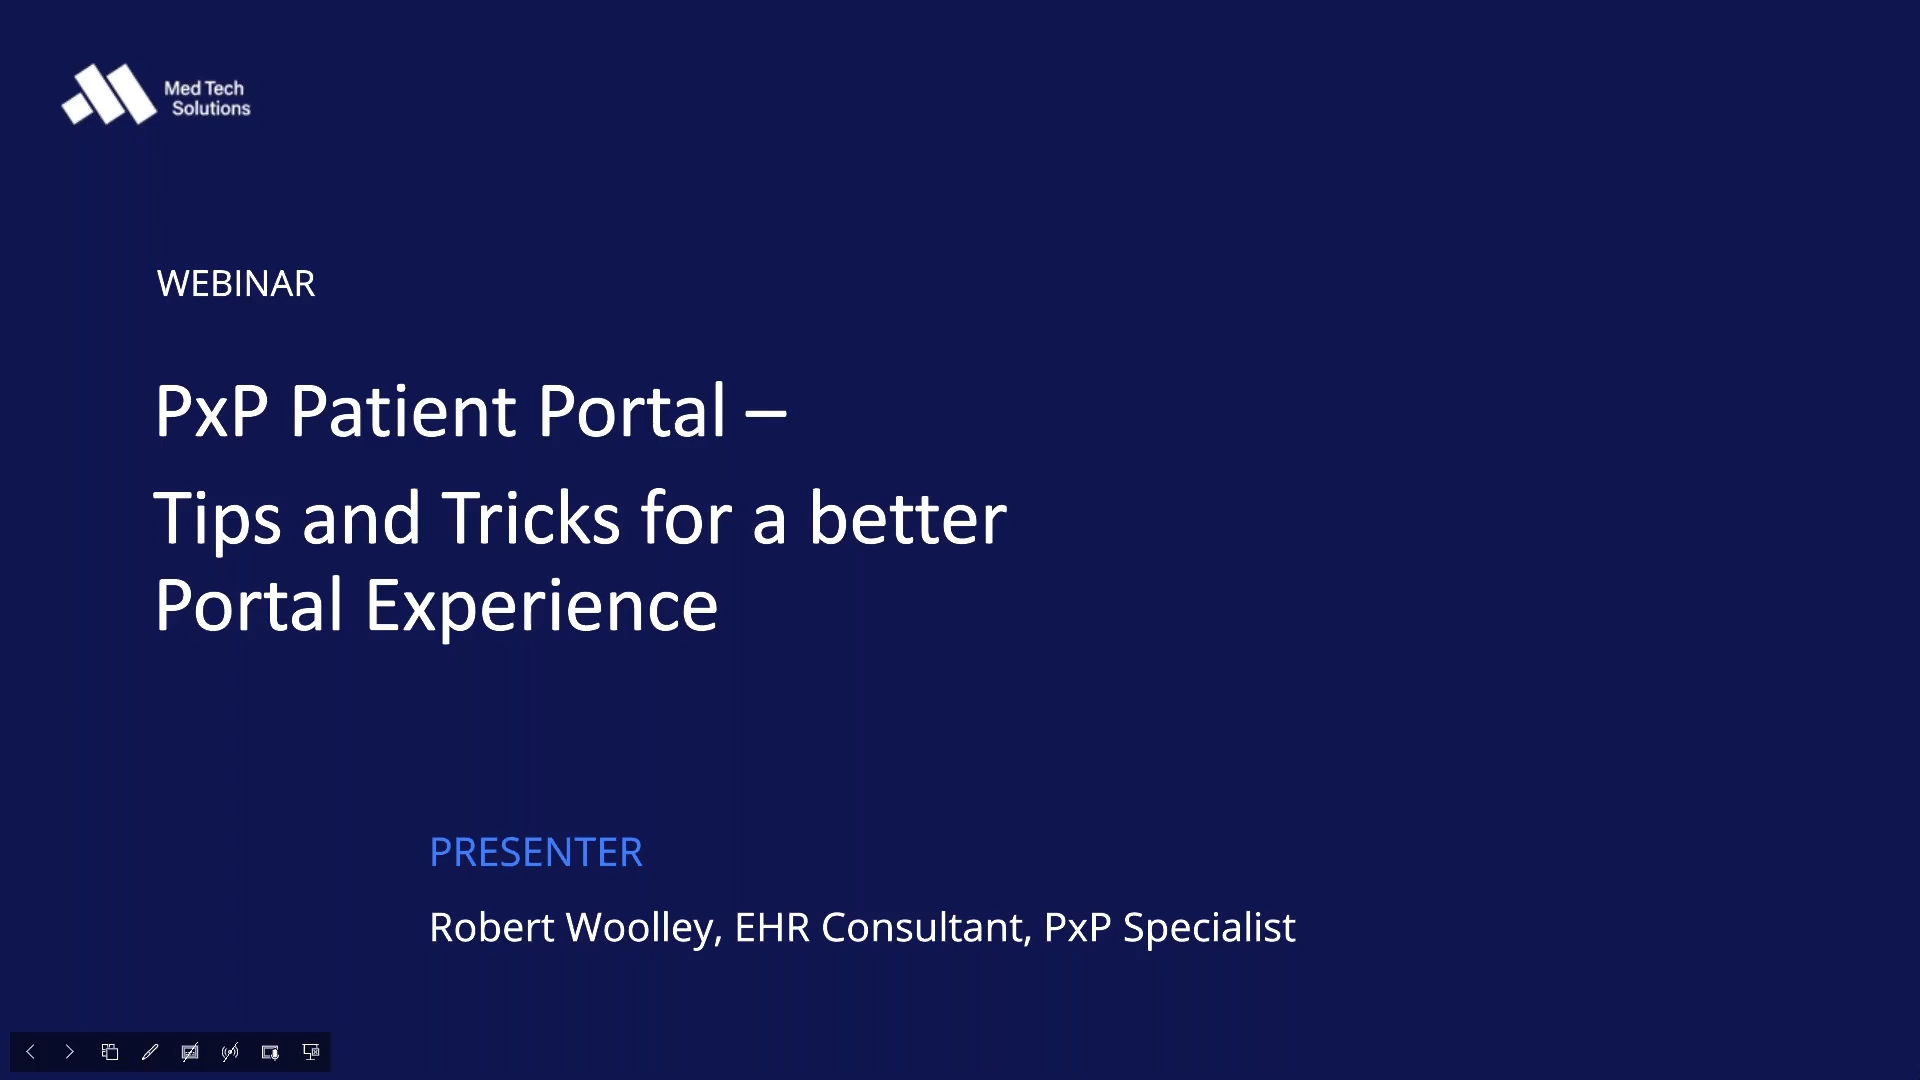 Med Tech
Solutions
WEBINAR
PxP Patient Portal –
Tips and Tricks for a better
Portal Experience
PRESENTER
Robert Woolley, EHR Consultant, PxP Specialist